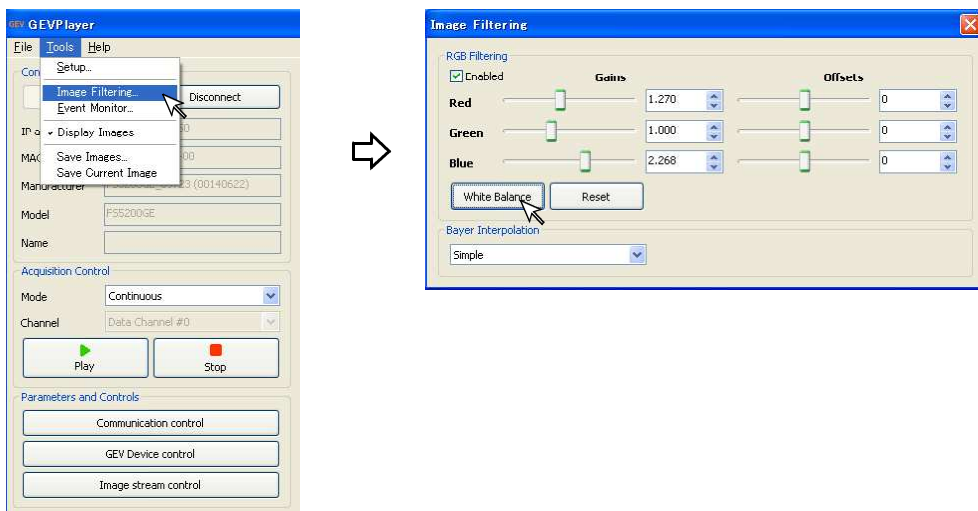 GEV GEVPlayer
File Tools Help
Setup...
Image Filtering...
Event Monitor...
Display Images
Save Images...
Save Current Image
Disconnect
Manufacturer (00140622)
Model FS5200GE
Name
Acquisition Control
Mode Continuous
Channel Data Channel #0
Play Stop
Parameters and Controls
Communication control
GEV Device control
Image stream control
Image Filtering
RGB Filtering
Enabled Gains Offsets
Red 1.270 0
Green 1.000 0
Blue 2.268 0
White Balance Reset
Bayer Interpolation
Simple